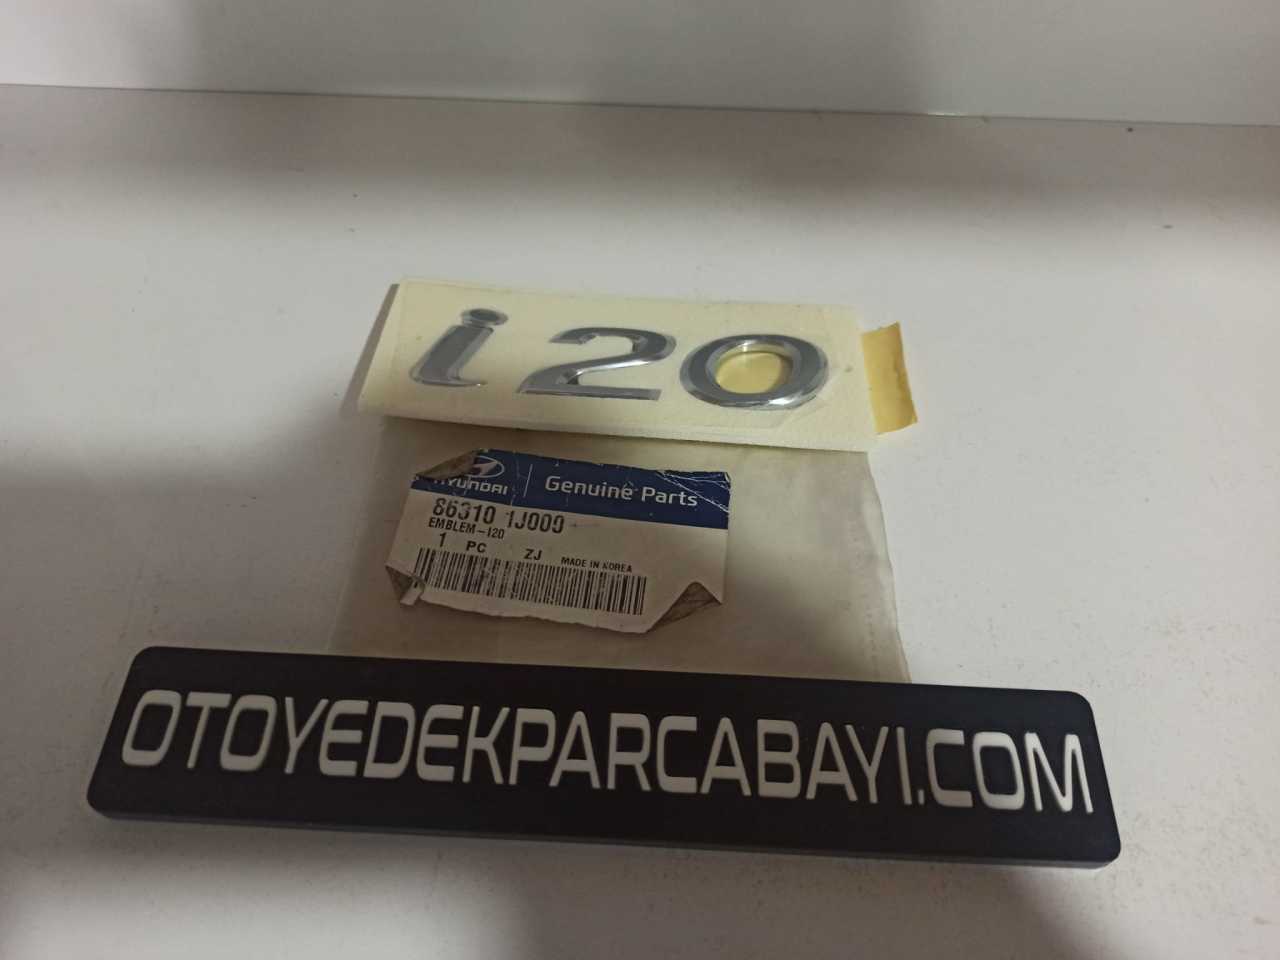 i20
HYUNDAI Genuine Parts
86310 1J000
EMBLEM-I20
1 PC ZJ MADE IN KOREA
OTOYEDEKPARCABAYI.COM